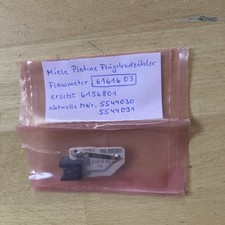 Miele Platine Flügelradzähler
Flowmeter 6161603
ersetzt 6156801
aktuelle MNr. 5544030
5544031